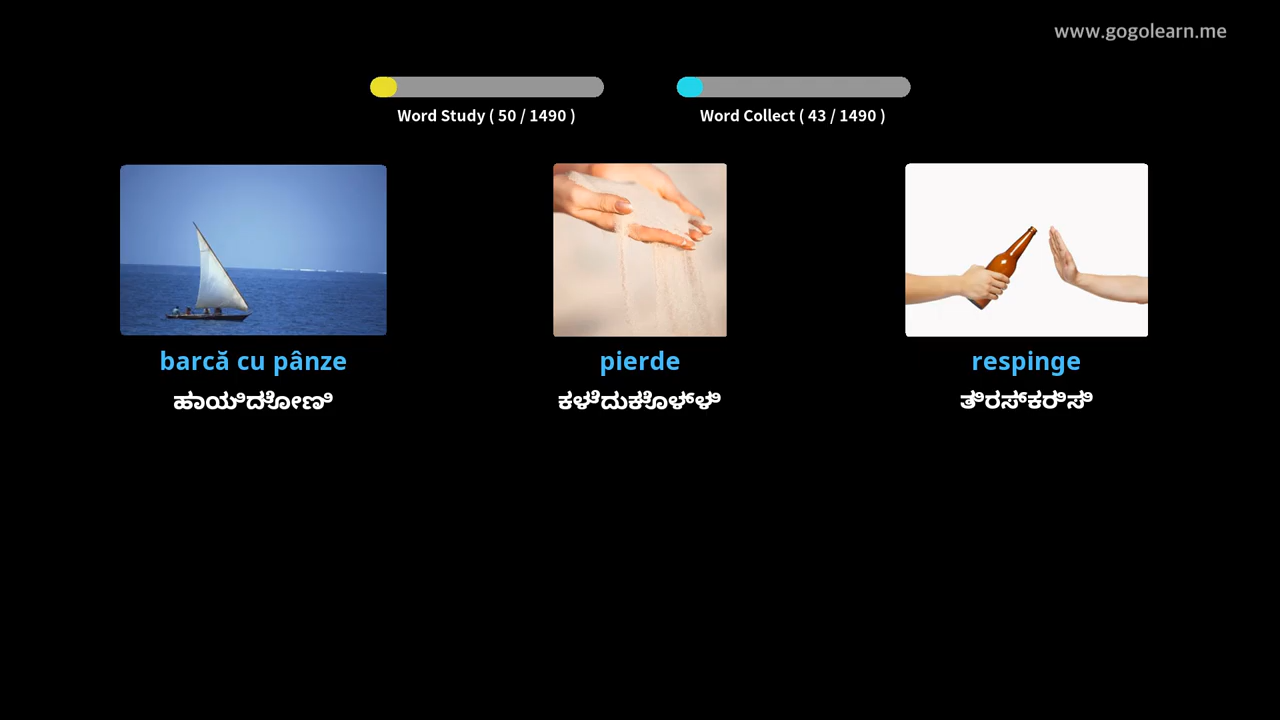 www.gogolearn.me
Word Study ( 50 / 1490 )
Word Collect ( 43 / 1490 )
barcă cu pânze
pierde
respinge
ಹಾಯಿದೋಣಿ
ಕಳೆದುಕೊಳ್ಳಿ
ತಿರಸ್ಕರಿಸಿ